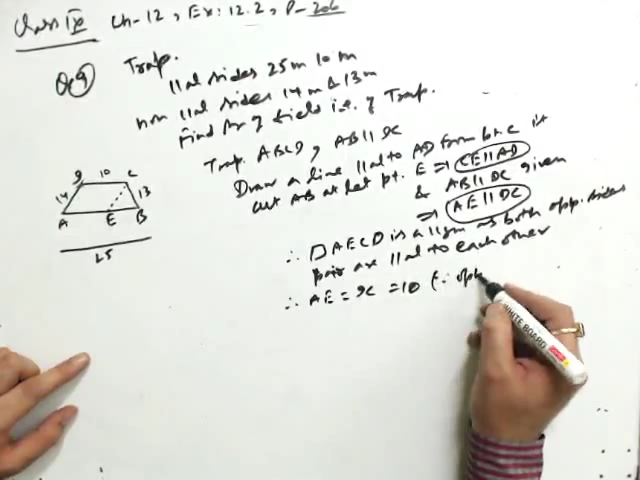 Class IX Ch-12, Ex: 12.2, P-206
Q9 Trap.
||al sides 25m 10m
non ||al sides 14m & 13m
Find Ar of field i.e. of Trap.
Trap. ABCD, AB || DC
Draw a line ||al to AD from pt. C it
cut AB at let pt. E ⇒ CE||AD
& AB || DC given
⇒ AE || DC
∴ □ AECD is a ||gm as both opp. sides
pair are ||al to each other
∴ AE = DC = 10 (∵ opp
D 10 C
14 13
A E B
25
WHITE BOARD